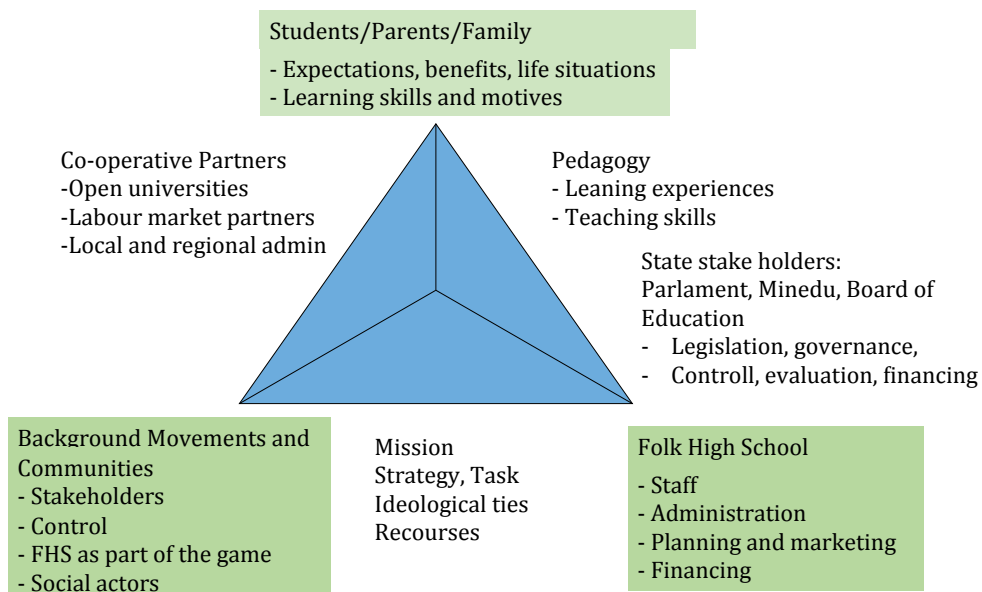 Students/Parents/Family
- Expectations, benefits, life situations
- Learning skills and motives
Co-operative Partners
-Open universities
-Labour market partners
-Local and regional admin
Pedagogy
- Leaning experiences
- Teaching skills
State stake holders:
Parlament, Minedu, Board of
Education
- Legislation, governance,
- Controll, evaluation, financing
Background Movements and
Communities
- Stakeholders
- Control
- FHS as part of the game
- Social actors
Mission
Strategy, Task
Ideological ties
Recourses
Folk High School
- Staff
- Administration
- Planning and marketing
- Financing